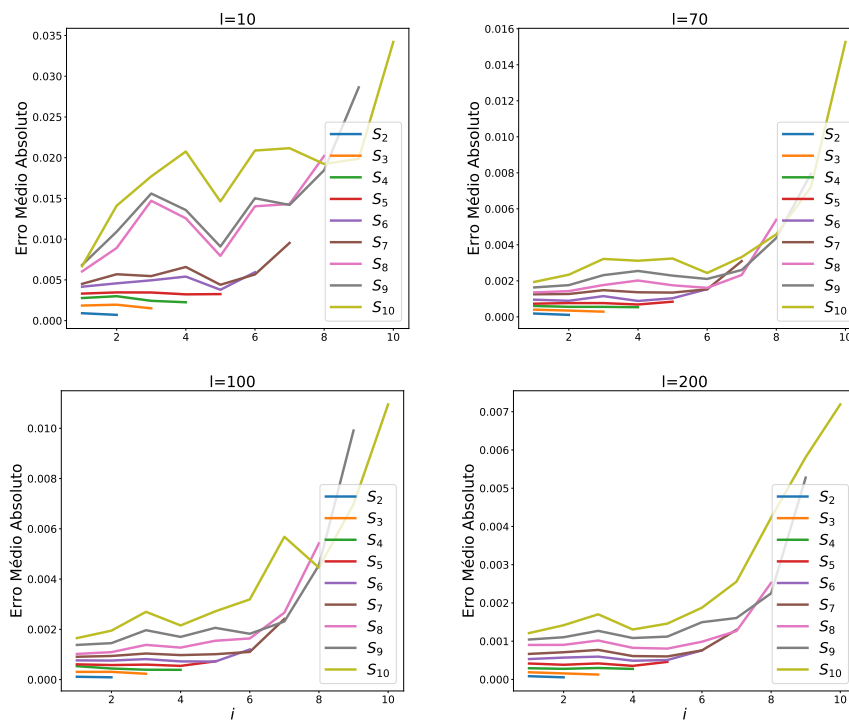 l=10
Erro Médio Absoluto
0.035
0.030
0.025
0.020
0.015
0.010
0.005
0.000
2
4
6
8
10
S2
S3
S4
S5
S6
S7
S8
S9
S10
l=70
Erro Médio Absoluto
0.016
0.014
0.012
0.010
0.008
0.006
0.004
0.002
0.000
2
4
6
8
10
S2
S3
S4
S5
S6
S7
S8
S9
S10
l=100
Erro Médio Absoluto
0.010
0.008
0.006
0.004
0.002
0.000
2
4
6
8
10
i
S2
S3
S4
S5
S6
S7
S8
S9
S10
l=200
Erro Médio Absoluto
0.007
0.006
0.005
0.004
0.003
0.002
0.001
0.000
2
4
6
8
10
i
S2
S3
S4
S5
S6
S7
S8
S9
S10